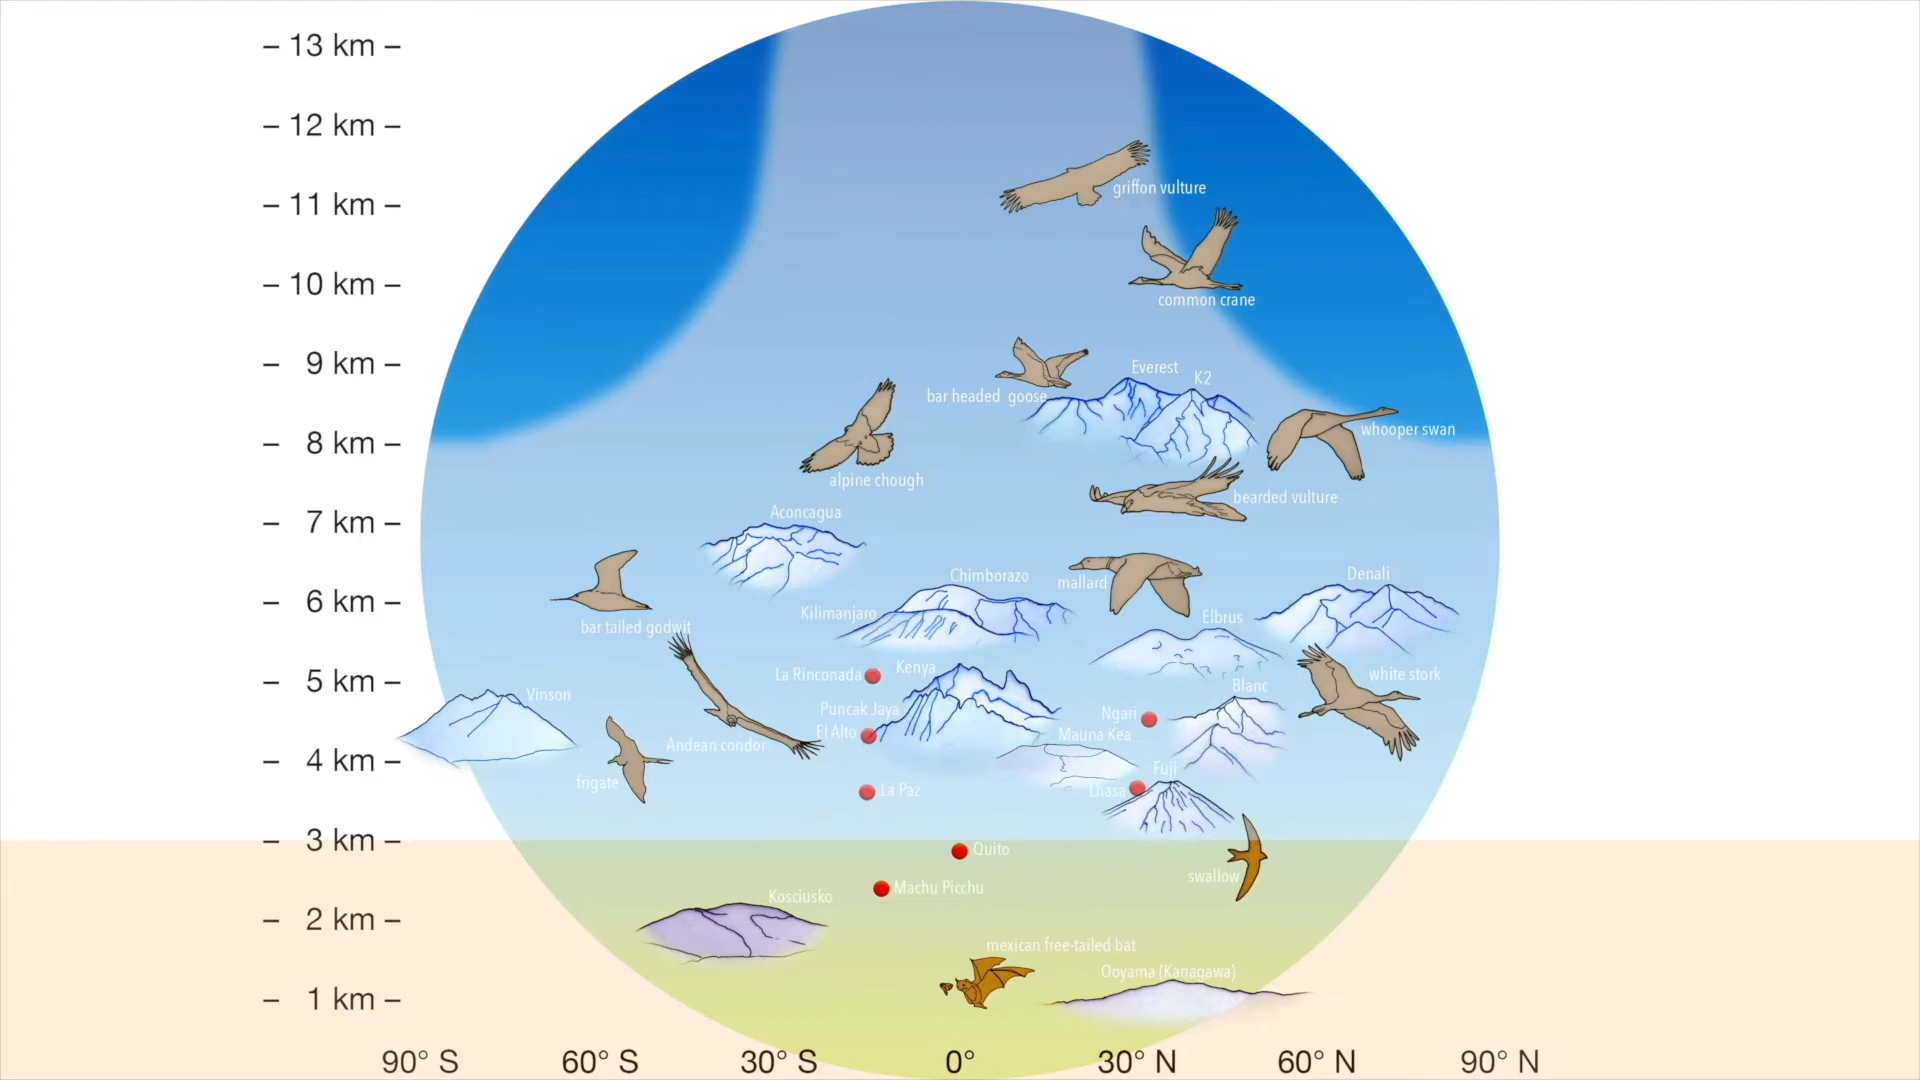 – 13 km –
– 12 km –
griffon vulture
– 11 km –
– 10 km –
common crane
– 9 km –
Everest
K2
bar headed goose
whooper swan
– 8 km –
alpine chough
bearded vulture
Aconcagua
– 7 km –
Denali
Chimborazo
mallard
– 6 km –
Kilimanjaro
Elbrus
bar tailed godwit
Kenya
La Rinconada
white stork
– 5 km –
Blanc
Vinson
Puncak Jaya
Ngari
El Alto
Mauna Kea
Andean condor
– 4 km –
Fuji
frigate
La Paz
Lhasa
– 3 km –
Quito
swallow
Machu Picchu
Kosciusko
– 2 km –
mexican free-tailed bat
Ooyama (Kanagawa)
– 1 km –
90° S 60° S 30° S 0° 30° N 60° N 90° N